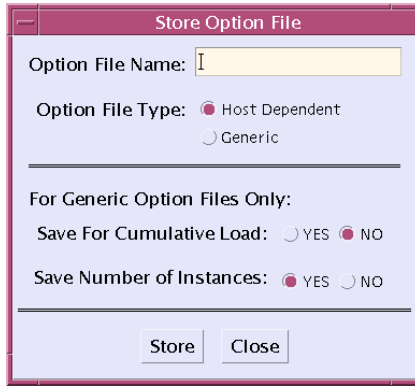 Store Option File
Option File Name:
Option File Type: Host Dependent
Generic
For Generic Option Files Only:
Save For Cumulative Load: YES NO
Save Number of Instances: YES NO
Store Close